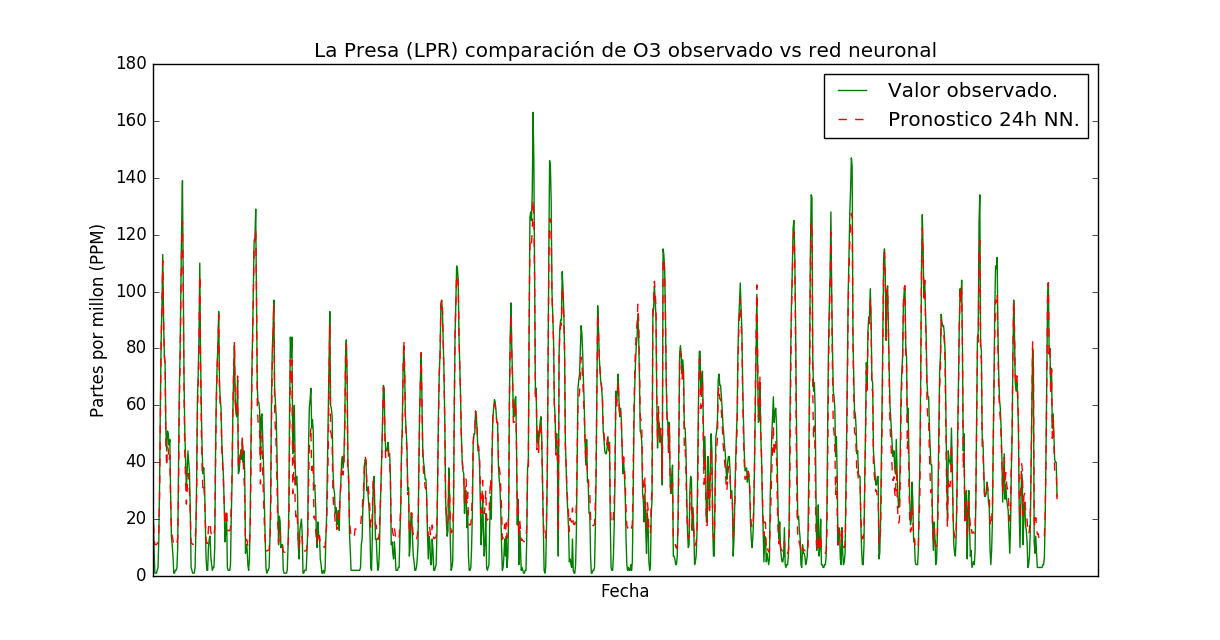 La Presa (LPR) comparación de O3 observado vs red neuronal
180
160
140
120
100
80
60
40
20
0
Partes por millon (PPM)
Valor observado.
Pronostico 24h NN.
Fecha